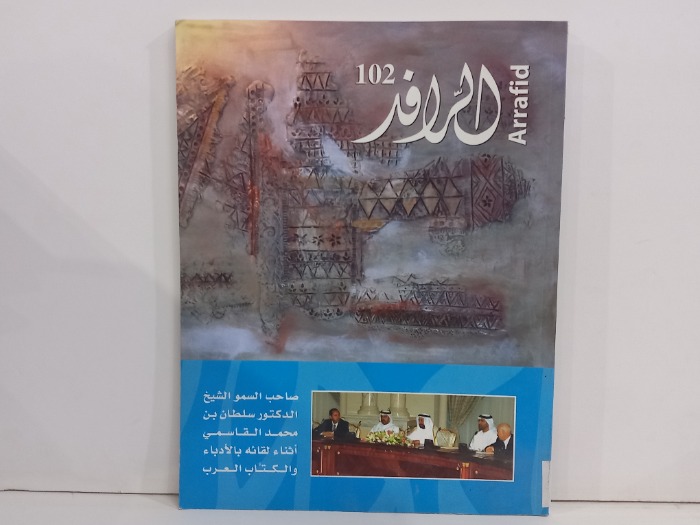 102
الرافد
Arrafid
صاحب السمو الشيخ
الدكتور سلطان بن
محمد القاسمي
أثناء لقائه بالأدباء
والكتاب العرب